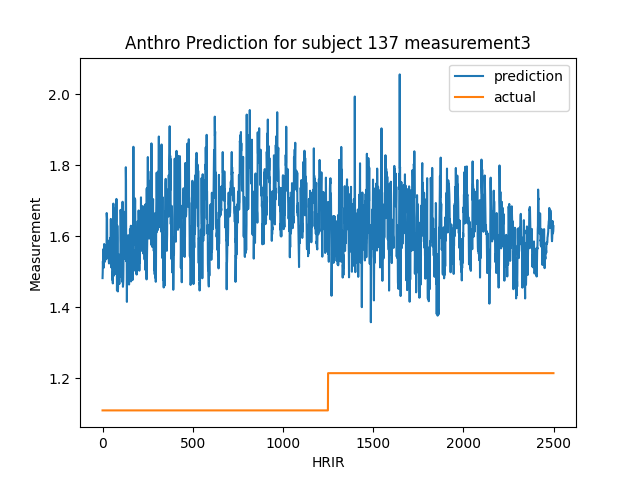 Anthro Prediction for subject 137 measurement3
prediction
actual
Measurement
2.0
1.8
1.6
1.4
1.2
0 500 1000 1500 2000 2500
HRIR